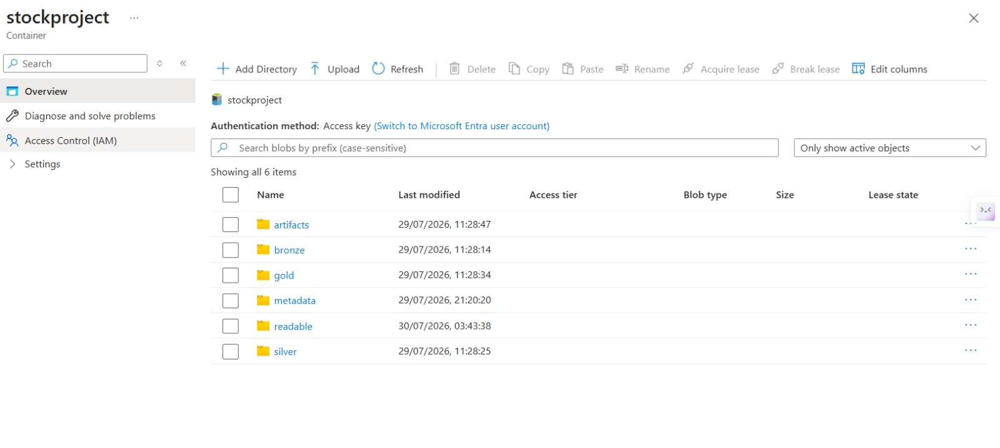 stockproject ...
Container
Search
Overview
Diagnose and solve problems
Access Control (IAM)
Settings
Add Directory Upload Refresh Delete Copy Paste Rename Acquire lease Break lease Edit columns
stockproject
Authentication method: Access key (Switch to Microsoft Entra user account)
Search blobs by prefix (case-sensitive) Only show active objects
Showing all 6 items
Name Last modified Access tier Blob type Size Lease state
artifacts 29/07/2026, 11:28:47 ...
bronze 29/07/2026, 11:28:14 ...
gold 29/07/2026, 11:28:34 ...
metadata 29/07/2026, 21:20:20 ...
readable 30/07/2026, 03:43:38 ...
silver 29/07/2026, 11:28:25 ...